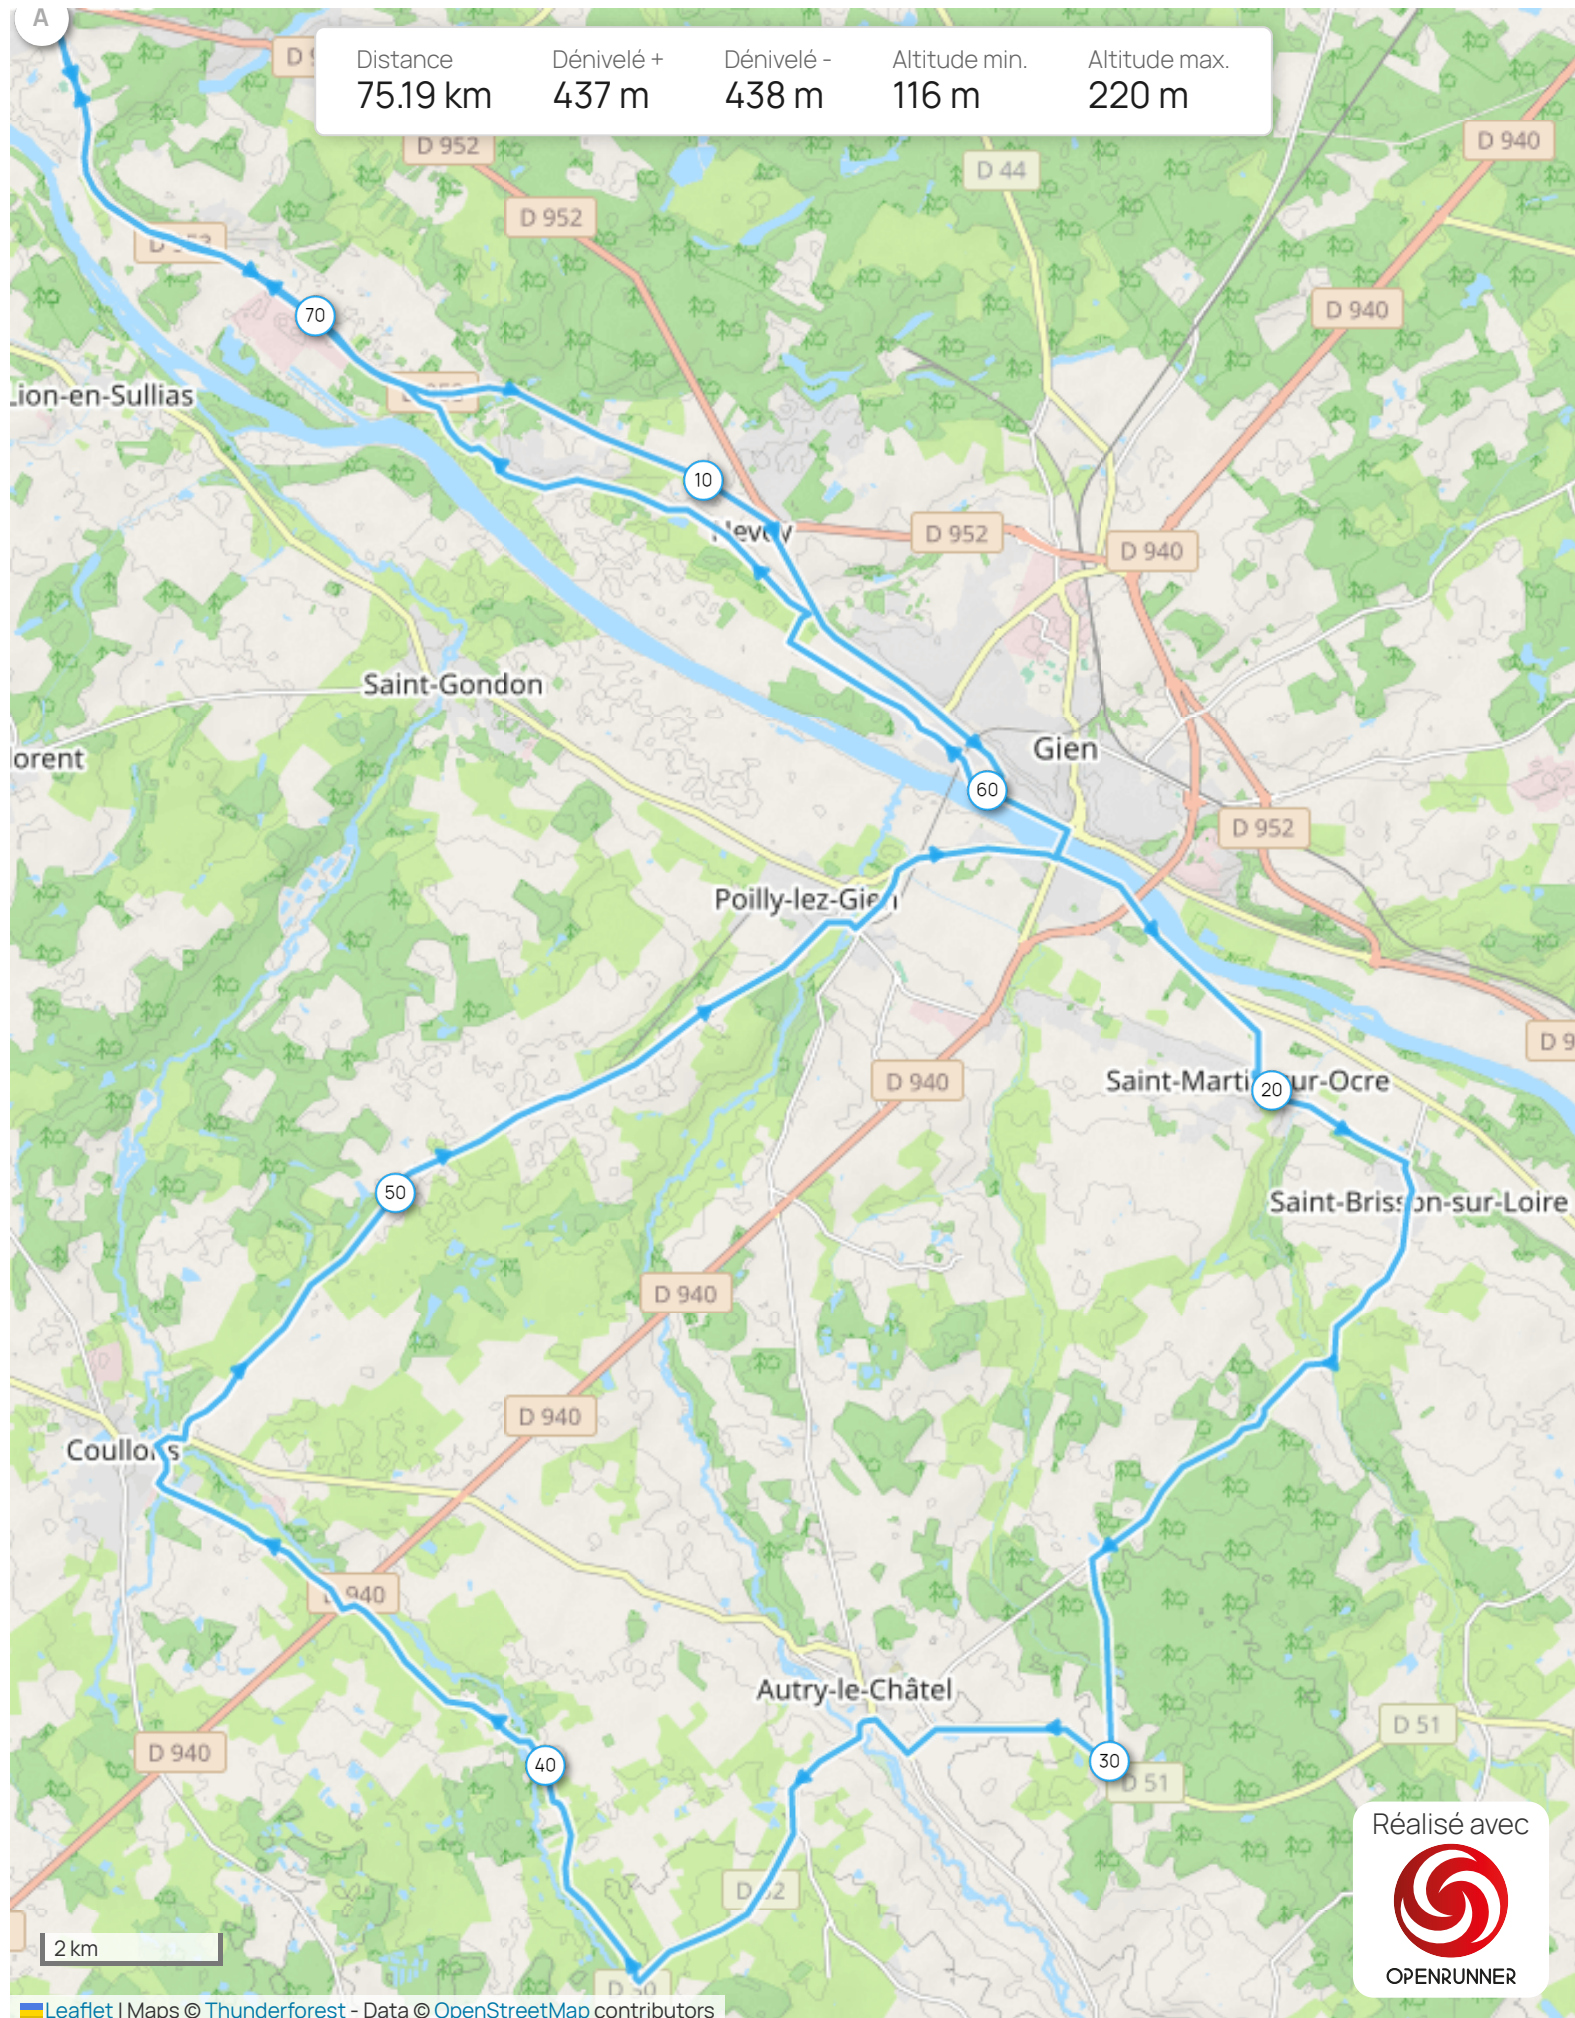 A
Distance
75.19 km
Dénivelé +
437 m
Dénivelé -
438 m
Altitude min.
116 m
Altitude max.
220 m
D 952
D 44
D 940
D 952
D 940
70
Lion-en-Sullias
10
Nevoy
D 952
D 940
Saint-Gondon
Gien
60
D 952
Poilly-lez-Gien
D 940
Saint-Martin-sur-Ocre
20
50
Saint-Brisson-sur-Loire
D 940
D 940
Coullons
D 940
Autry-le-Châtel
D 51
D 940
40
30
D 51
Réalisé avec
OPENRUNNER
2 km
Leaflet | Maps © Thunderforest - Data © OpenStreetMap contributors